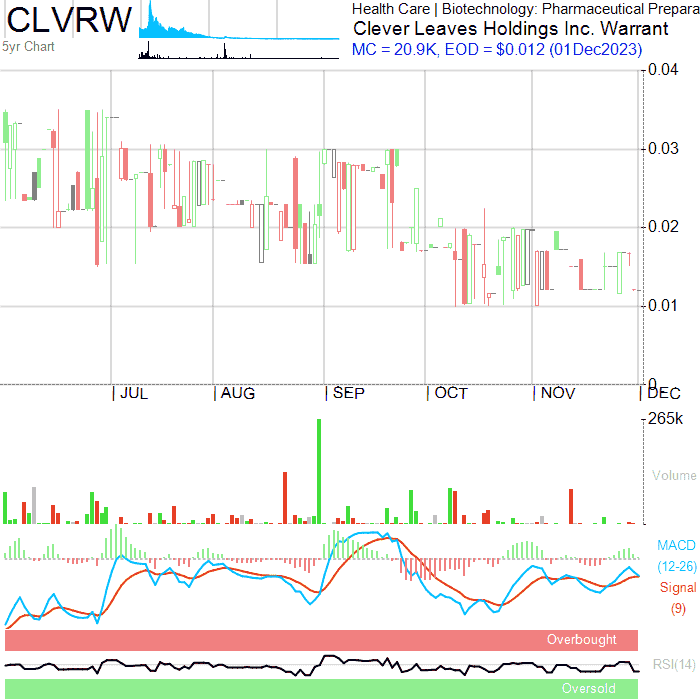 CLVRW
5yr Chart
Health Care | Biotechnology: Pharmaceutical Prepara
Clever Leaves Holdings Inc. Warrant
MC = 20.9K, EOD = $0.012 (01Dec2023)
0.04
0.03
0.02
0.01
0
JUL AUG SEP OCT NOV DEC
265k
Volume
MACD
(12-26)
Signal
(9)
Overbought
RSI(14)
Oversold